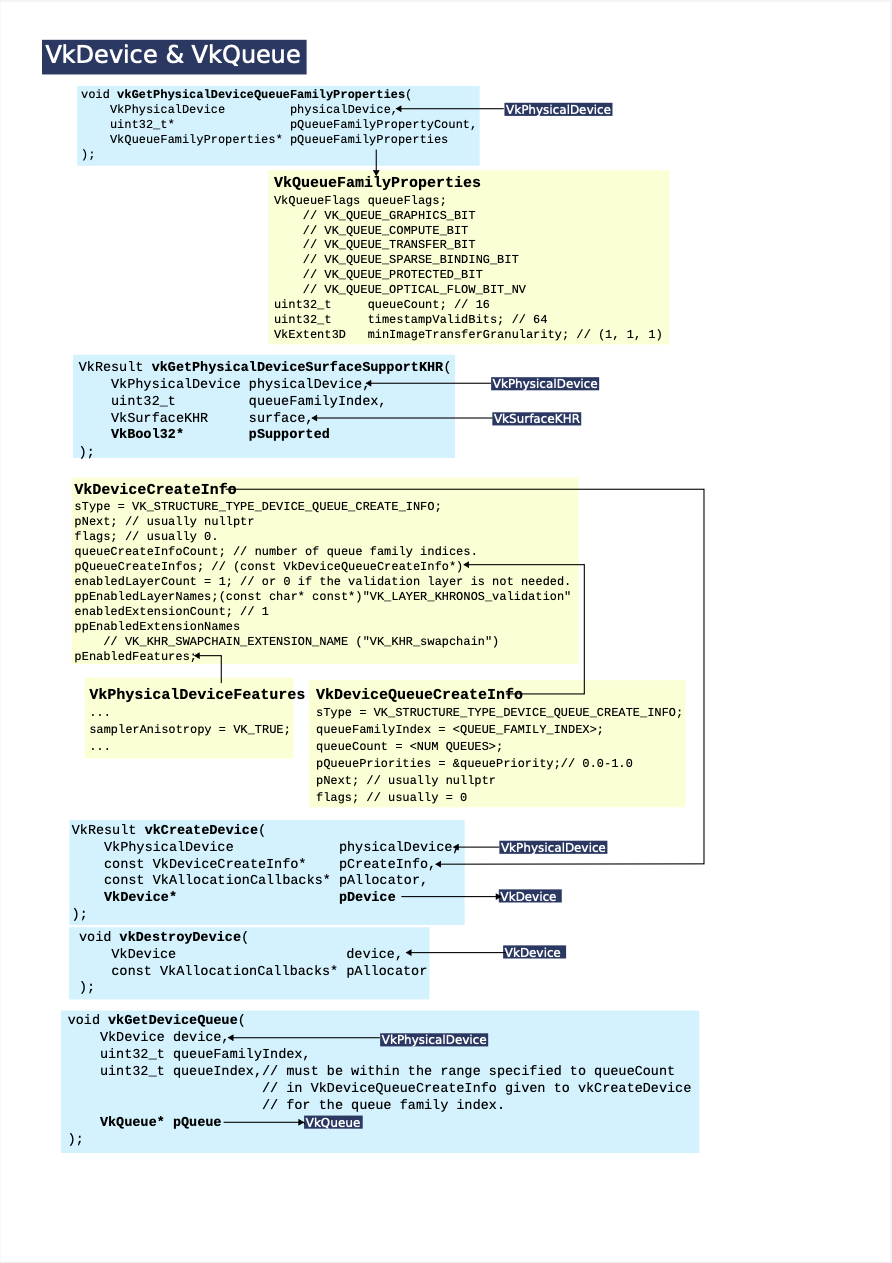 VkDevice & VkQueue
void vkGetPhysicalDeviceQueueFamilyProperties(
    VkPhysicalDevice         physicalDevice,    VkPhysicalDevice
    uint32_t*                pQueueFamilyPropertyCount,
    VkQueueFamilyProperties* pQueueFamilyProperties
);
VkQueueFamilyProperties
VkQueueFlags queueFlags;
    // VK_QUEUE_GRAPHICS_BIT
    // VK_QUEUE_COMPUTE_BIT
    // VK_QUEUE_TRANSFER_BIT
    // VK_QUEUE_SPARSE_BINDING_BIT
    // VK_QUEUE_PROTECTED_BIT
    // VK_QUEUE_OPTICAL_FLOW_BIT_NV
uint32_t     queueCount; // 16
uint32_t     timestampValidBits; // 64
VkExtent3D   minImageTransferGranularity; // (1, 1, 1)
VkResult vkGetPhysicalDeviceSurfaceSupportKHR(
    VkPhysicalDevice physicalDevice,    VkPhysicalDevice
    uint32_t         queueFamilyIndex,
    VkSurfaceKHR     surface,    VkSurfaceKHR
    VkBool32*        pSupported
);
VkDeviceCreateInfo
sType = VK_STRUCTURE_TYPE_DEVICE_QUEUE_CREATE_INFO;
pNext; // usually nullptr
flags; // usually 0.
queueCreateInfoCount; // number of queue family indices.
pQueueCreateInfos; // (const VkDeviceQueueCreateInfo*)
enabledLayerCount = 1; // or 0 if the validation layer is not needed.
ppEnabledLayerNames;(const char* const*)"VK_LAYER_KHRONOS_validation"
enabledExtensionCount; // 1
ppEnabledExtensionNames
    // VK_KHR_SWAPCHAIN_EXTENSION_NAME ("VK_KHR_swapchain")
pEnabledFeatures;
VkPhysicalDeviceFeatures
...
samplerAnisotropy = VK_TRUE;
...
VkDeviceQueueCreateInfo
sType = VK_STRUCTURE_TYPE_DEVICE_QUEUE_CREATE_INFO;
queueFamilyIndex = <QUEUE_FAMILY_INDEX>;
queueCount = <NUM QUEUES>;
pQueuePriorities = &queuePriority;// 0.0-1.0
pNext; // usually nullptr
flags; // usually = 0
VkResult vkCreateDevice(
    VkPhysicalDevice             physicalDevice,    VkPhysicalDevice
    const VkDeviceCreateInfo*    pCreateInfo,
    const VkAllocationCallbacks* pAllocator,
    VkDevice*                    pDevice    VkDevice
);
void vkDestroyDevice(
    VkDevice                     device,    VkDevice
    const VkAllocationCallbacks* pAllocator
);
void vkGetDeviceQueue(
    VkDevice device,    VkPhysicalDevice
    uint32_t queueFamilyIndex,
    uint32_t queueIndex,// must be within the range specified to queueCount
                        // in VkDeviceQueueCreateInfo given to vkCreateDevice
                        // for the queue family index.
    VkQueue* pQueue    VkQueue
);